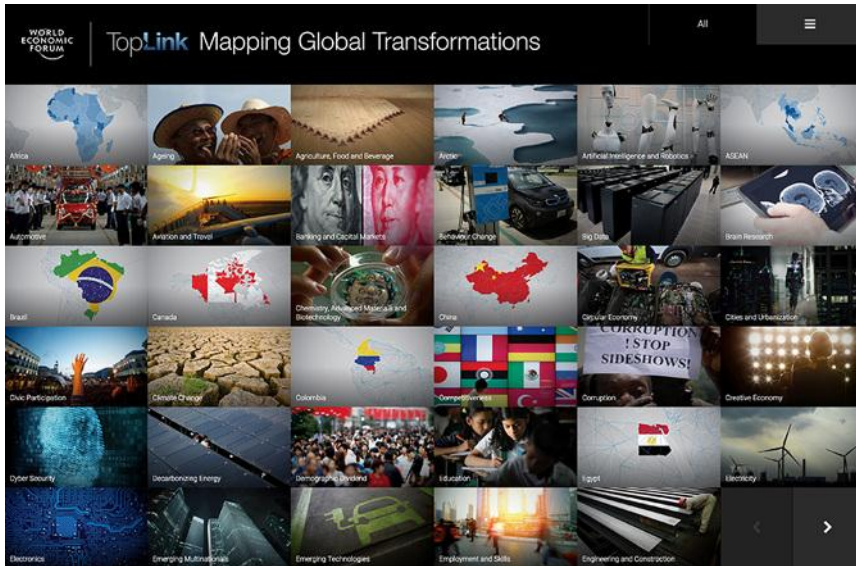 WORLD
ECONOMIC
FORUM
TopLink Mapping Global Transformations
All
Africa
Ageing
Agriculture, Food and Beverage
Arctic
Artificial Intelligence and Robotics
ASEAN
Automotive
Aviation and Travel
Banking and Capital Markets
Behaviour Change
Big Data
Brain Research
Brazil
Canada
Chemistry, Advanced Materials and
Biotechnology
China
Circular Economy
Cities and Urbanization
CORRUPTION
! STOP
SIDESHOWS!
Civic Participation
Climate Change
Colombia
Competitiveness
Corruption
Creative Economy
Cyber Security
Decarbonizing Energy
Demographic Dividend
Education
Egypt
Electricity
Electronics
Emerging Multinationals
Emerging Technologies
Employment and Skills
Engineering and Construction